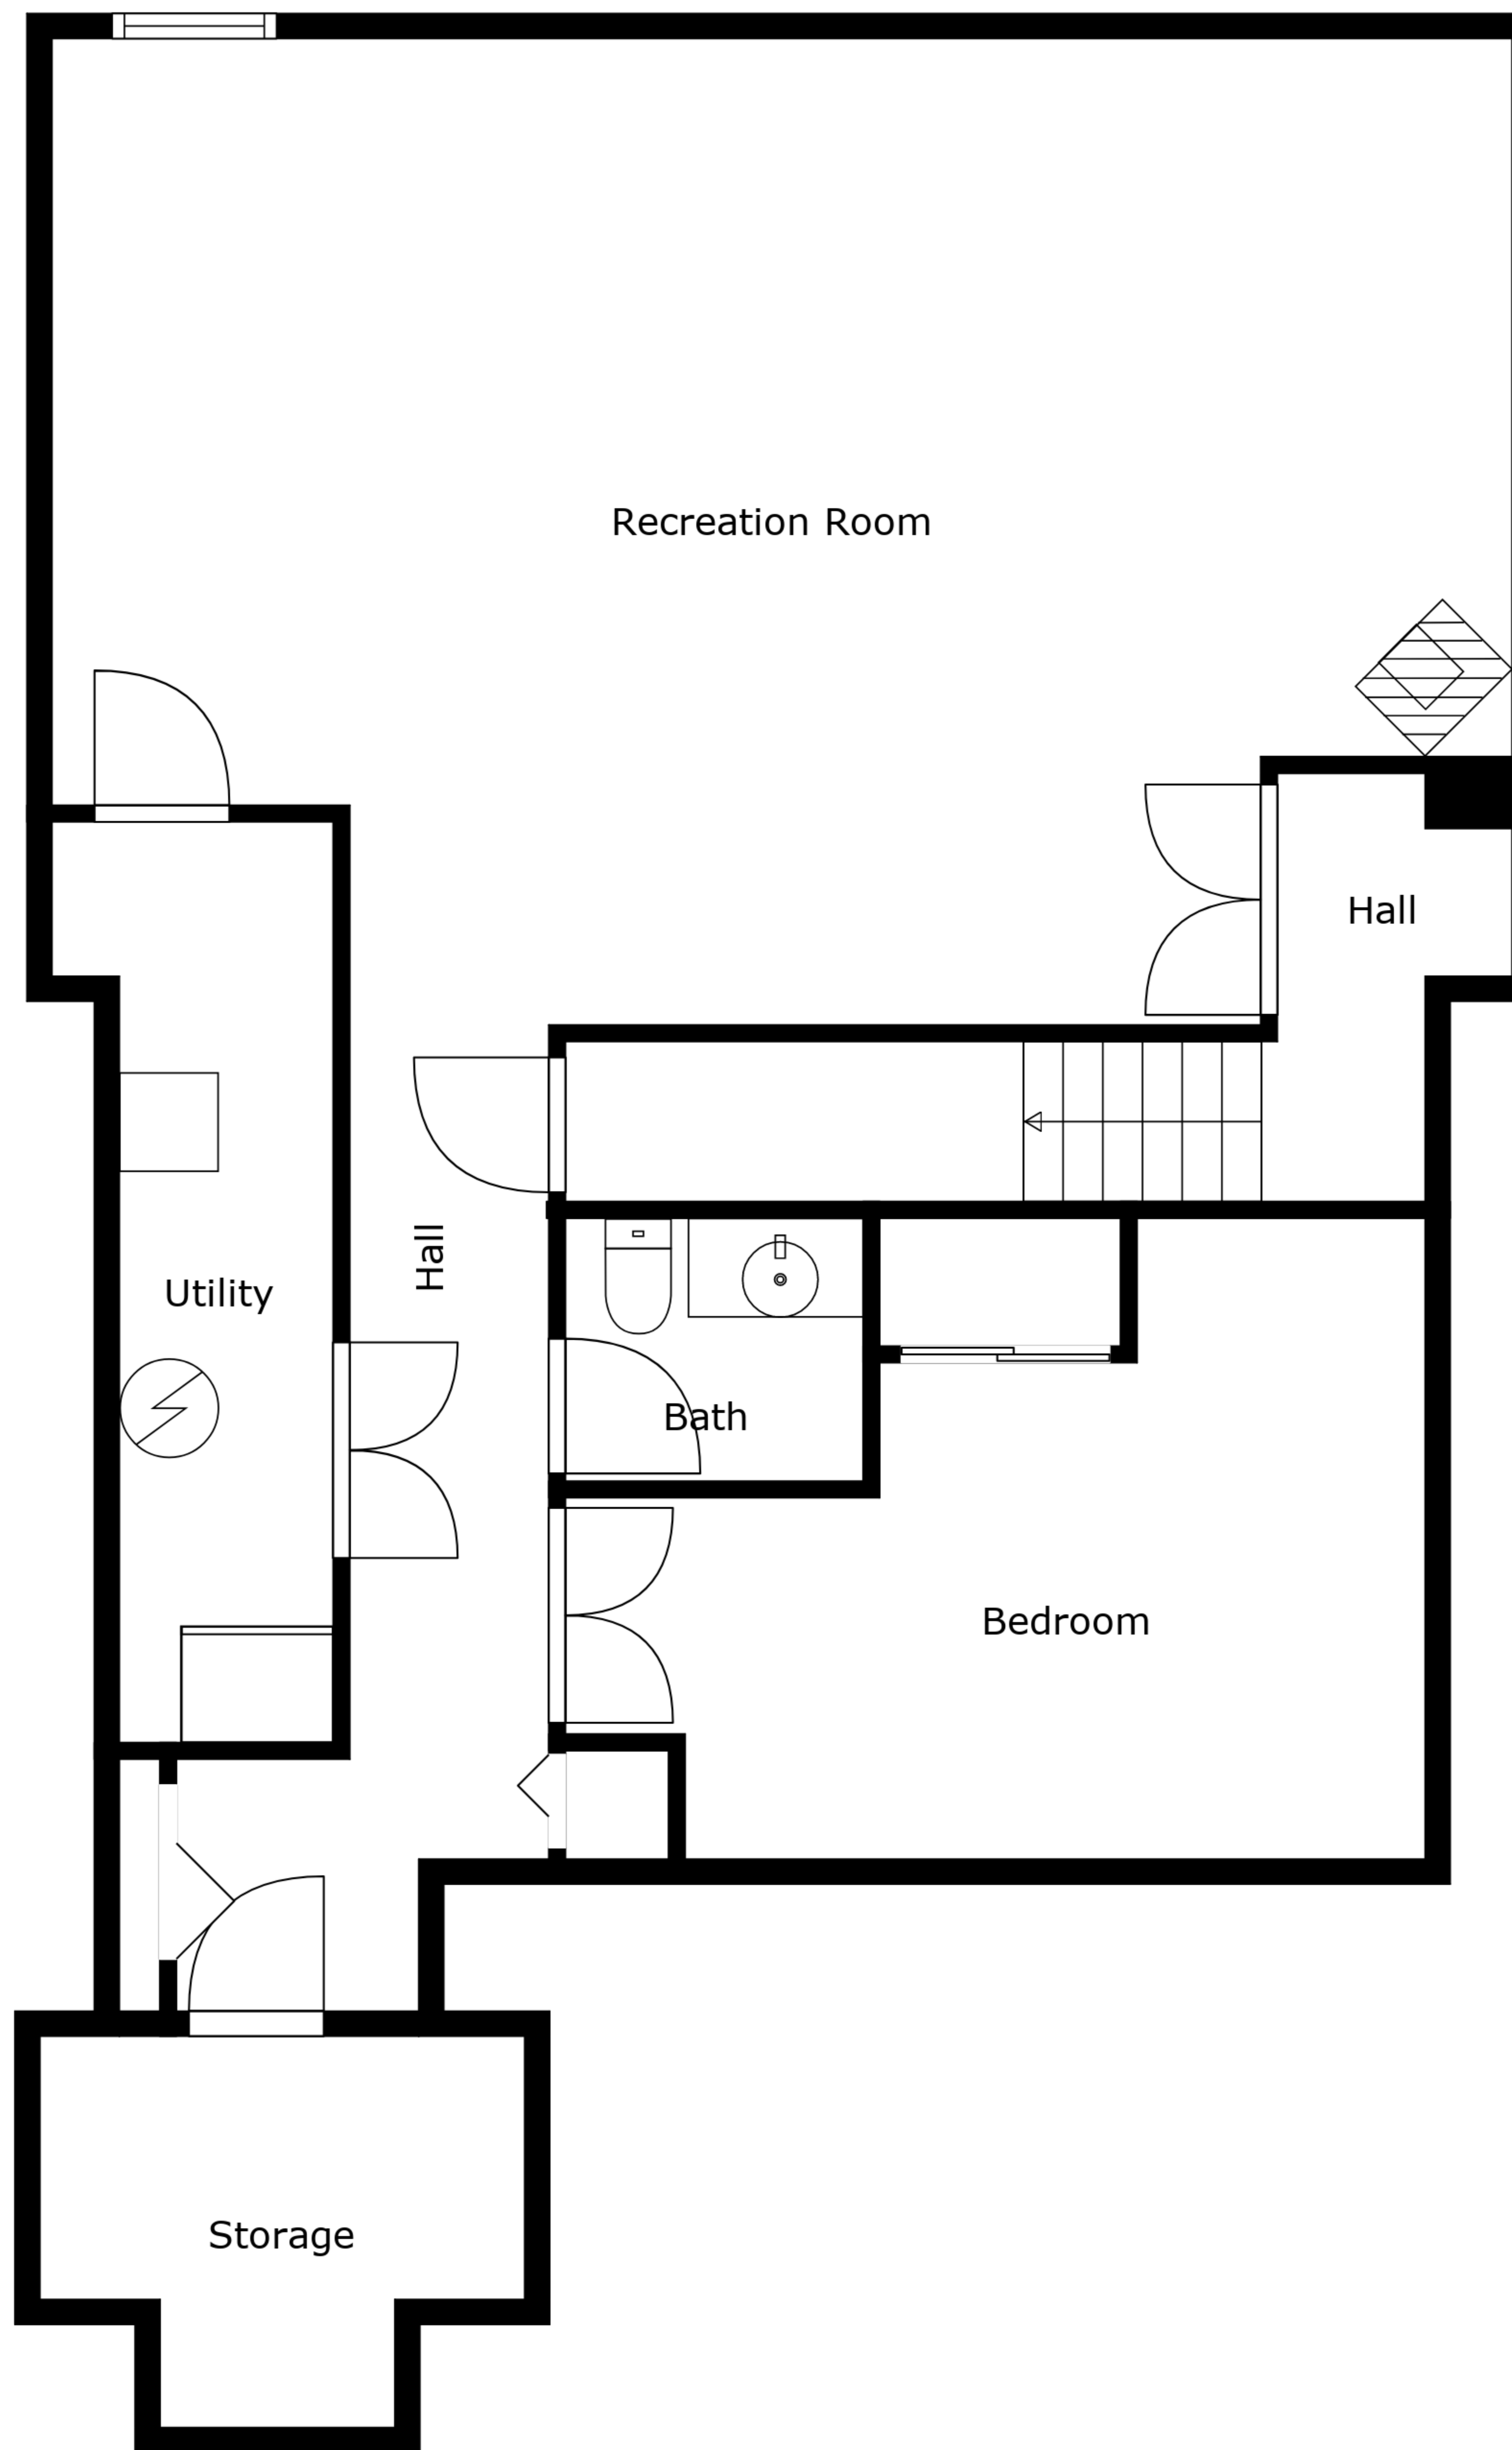 Recreation Room
Hall
Hall
Utility
Bath
Bedroom
Storage